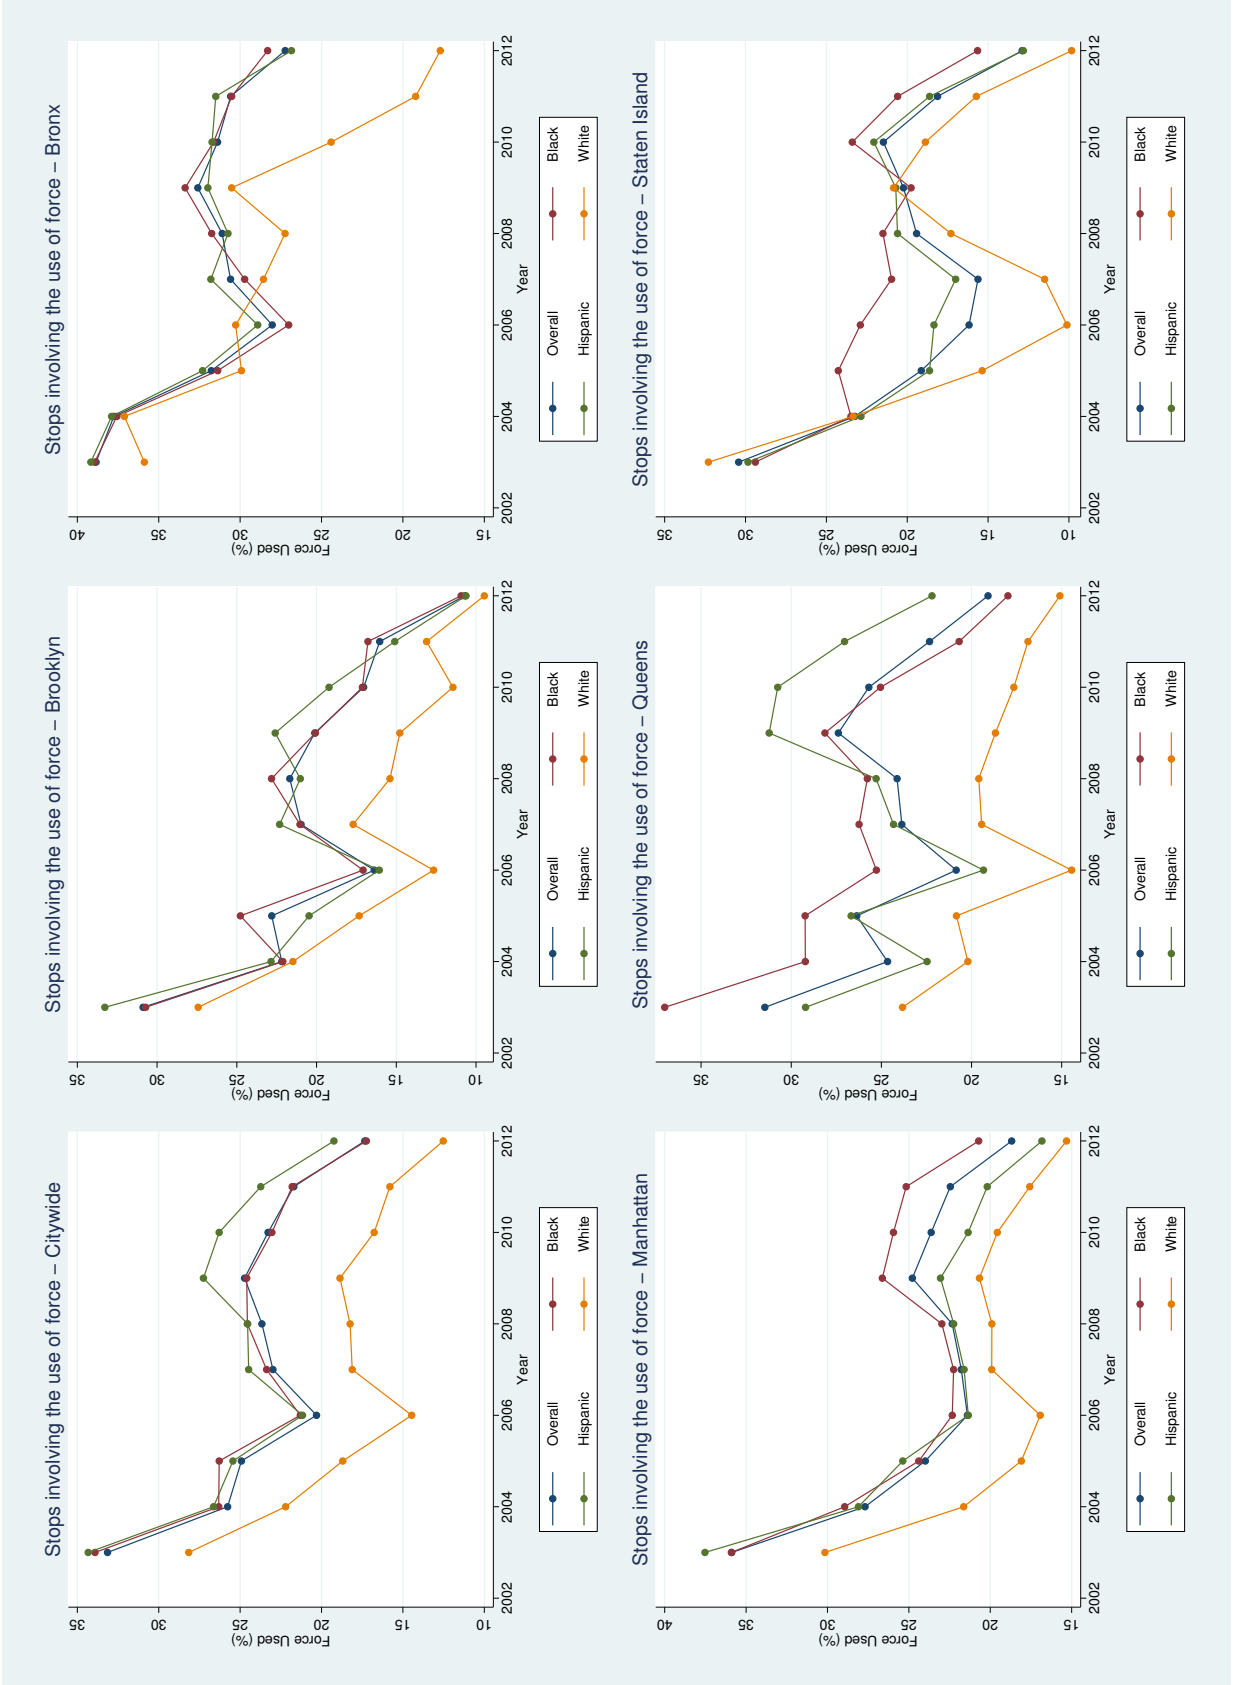 Stops involving the use of force – Citywide
Force Used (%)
35
30
25
20
15
10
2002 2004 2006 2008 2010 2012
Year
Overall Black
Hispanic White
Stops involving the use of force – Brooklyn
Force Used (%)
35
30
25
20
15
10
2002 2004 2006 2008 2010 2012
Year
Overall Black
Hispanic White
Stops involving the use of force – Bronx
Force Used (%)
40
35
30
25
20
15
2002 2004 2006 2008 2010 2012
Year
Overall Black
Hispanic White
Stops involving the use of force – Manhattan
Force Used (%)
40
35
30
25
20
15
2002 2004 2006 2008 2010 2012
Year
Overall Black
Hispanic White
Stops involving the use of force – Queens
Force Used (%)
35
30
25
20
15
2002 2004 2006 2008 2010 2012
Year
Overall Black
Hispanic White
Stops involving the use of force – Staten Island
Force Used (%)
35
30
25
20
15
10
2002 2004 2006 2008 2010 2012
Year
Overall Black
Hispanic White